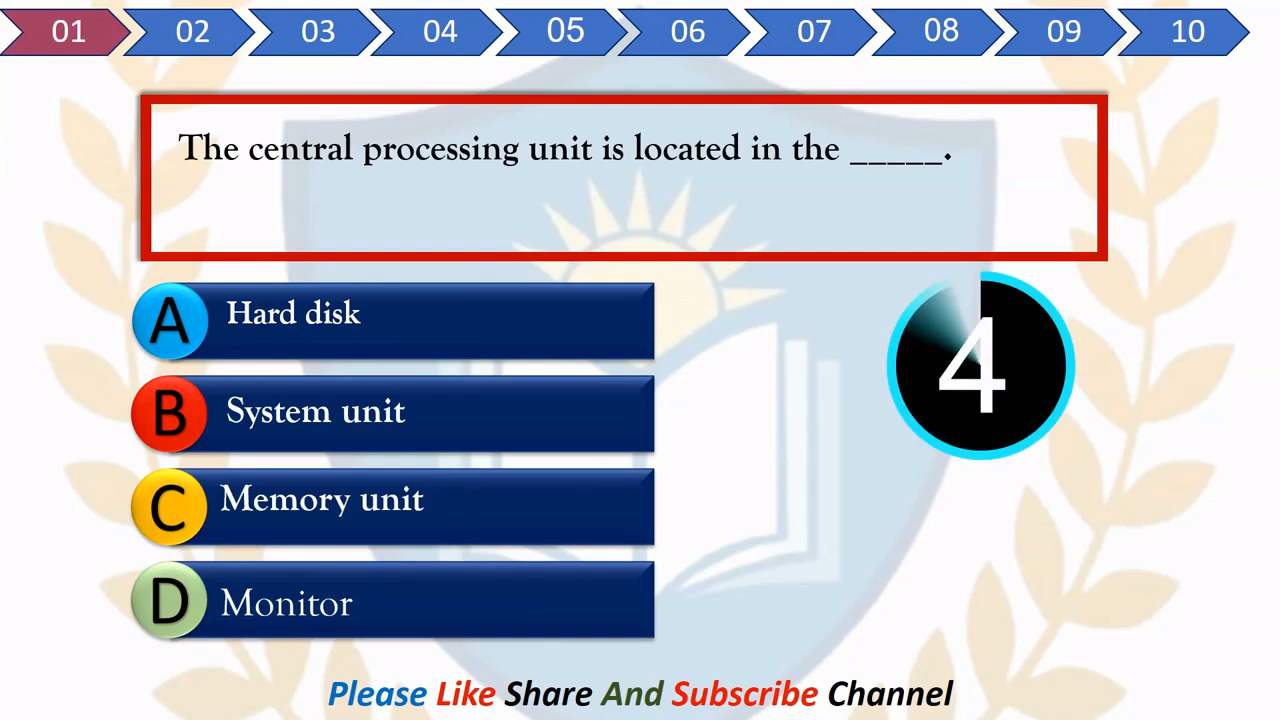 01 02 03 04 05 06 07 08 09 10
The central processing unit is located in the _____.
A Hard disk
4
B System unit
C Memory unit
D Monitor
Please Like Share And Subscribe Channel